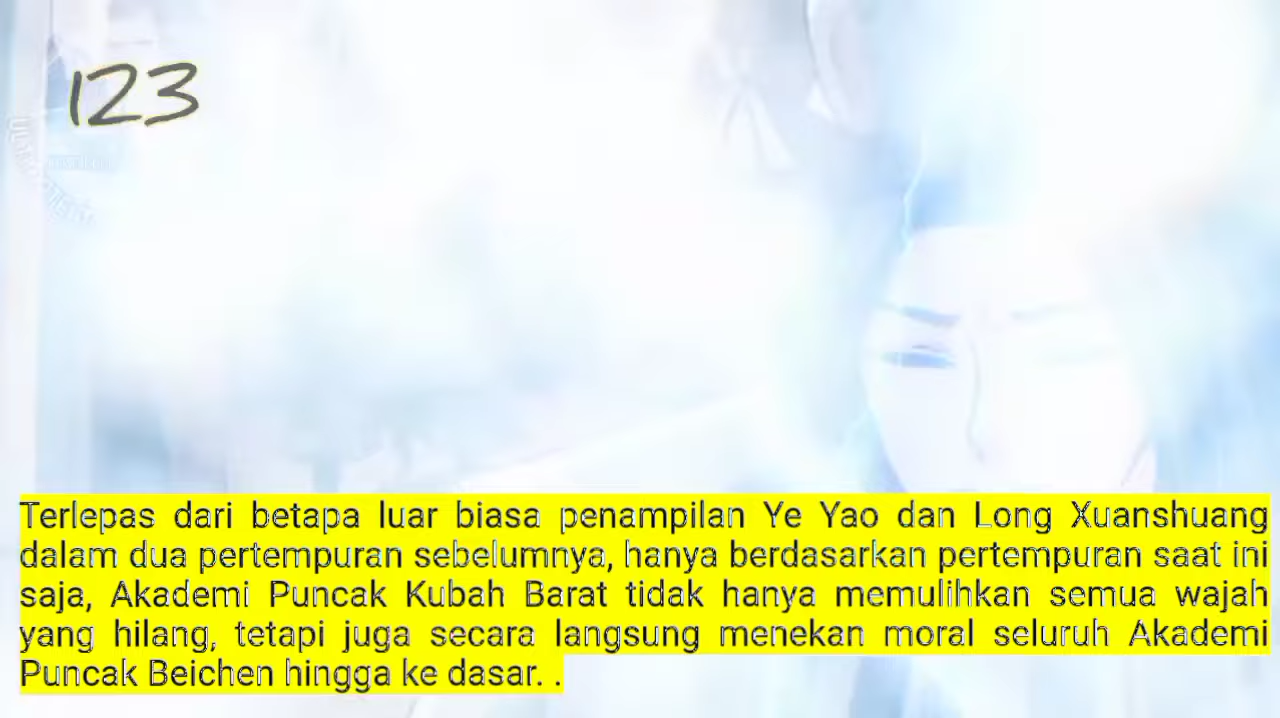 123
Terlepas dari betapa luar biasa penampilan Ye Yao dan Long Xuanshuang
dalam dua pertempuran sebelumnya, hanya berdasarkan pertempuran saat ini
saja, Akademi Puncak Kubah Barat tidak hanya memulihkan semua wajah
yang hilang, tetapi juga secara langsung menekan moral seluruh Akademi
Puncak Beichen hingga ke dasar. .